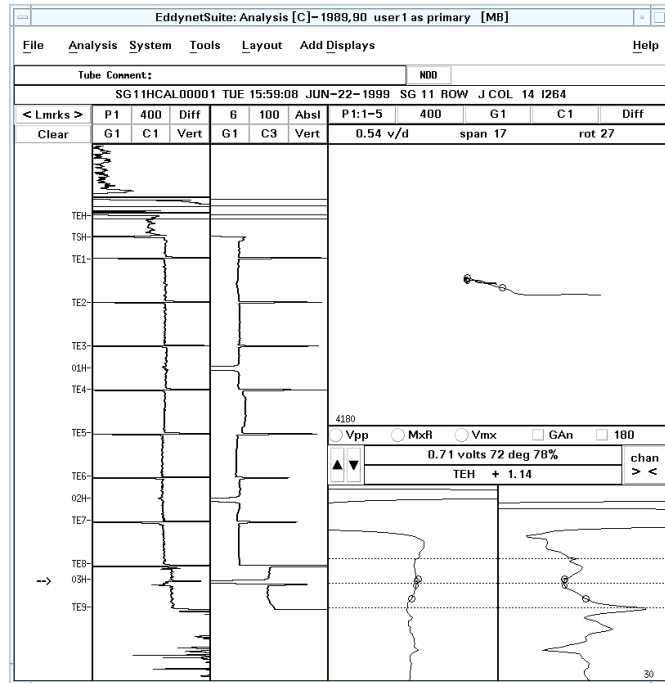 EddynetSuite: Analysis [C]-1989,90 user1 as primary [MB]
File Analysis System Tools Layout Add Displays Help
Tube Comment: NDD
SG11HCAL00001 TUE 15:59:08 JUN-22-1999 SG 11 ROW J COL 14 I264
< Lmrks > P1 400 Diff 6 100 Absl P1:1-5 400 G1 C1 Diff
Clear G1 C1 Vert G1 C3 Vert 0.54 v/d span 17 rot 27
TEH
TSH
TE1
TE2
TE3
01H
TE4
TE5
TE6
02H
TE7
TE8
03H
TE9
-->
4180
Vpp MxR Vmx GAn 180
0.71 volts 72 deg 78% chan
TEH + 1.14 > <
30